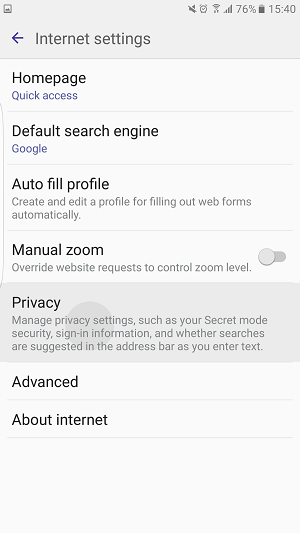 76% 15:40
Internet settings
Homepage
Quick access
Default search engine
Google
Auto fill profile
Create and edit a profile for filling out web forms
automatically.
Manual zoom
Override website requests to control zoom level.
Privacy
Manage privacy settings, such as your Secret mode
security, sign-in information, and whether searches
are suggested in the address bar as you enter text.
Advanced
About internet